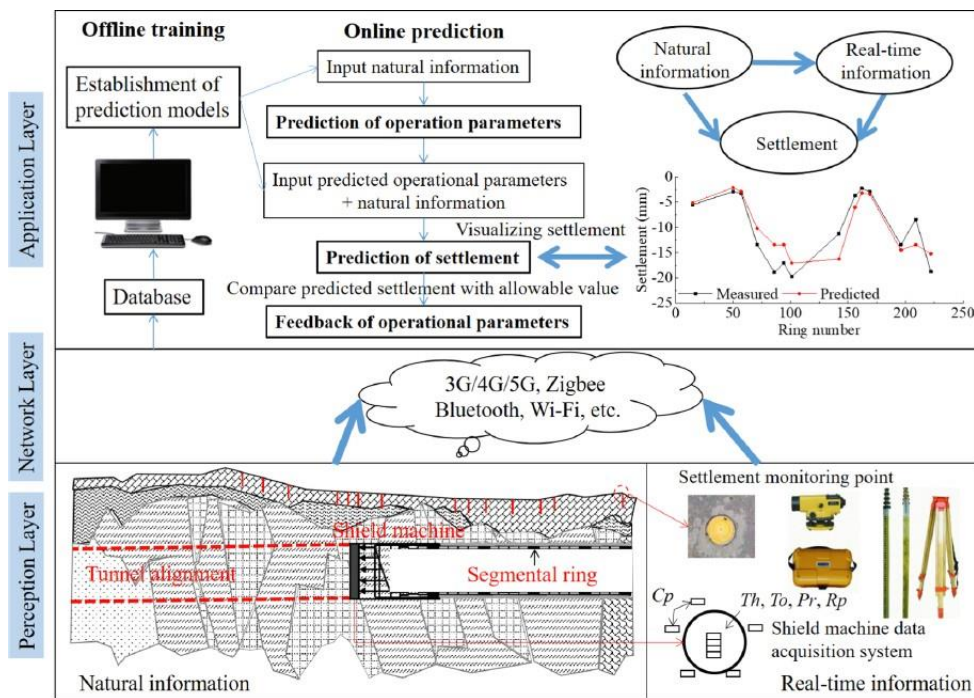 Application Layer
Offline training
Establishment of
prediction models
Database
Online prediction
Input natural information
Prediction of operation parameters
Input predicted operational parameters
+ natural information
Visualizing settlement
Prediction of settlement
Compare predicted settlement with allowable value
Feedback of operational parameters
Natural
information
Real-time
information
Settlement
Settlement (mm)
0
-5
-10
-15
-20
-25
Measured
Predicted
0 50 100 150 200 250
Ring number
Network Layer
3G/4G/5G, Zigbee
Bluetooth, Wi-Fi, etc.
Perception Layer
Shield machine
Tunnel alignment
Segmental ring
Natural information
Settlement monitoring point
Cp
Th, To, Pr, Rp
Shield machine data
acquisition system
Real-time information